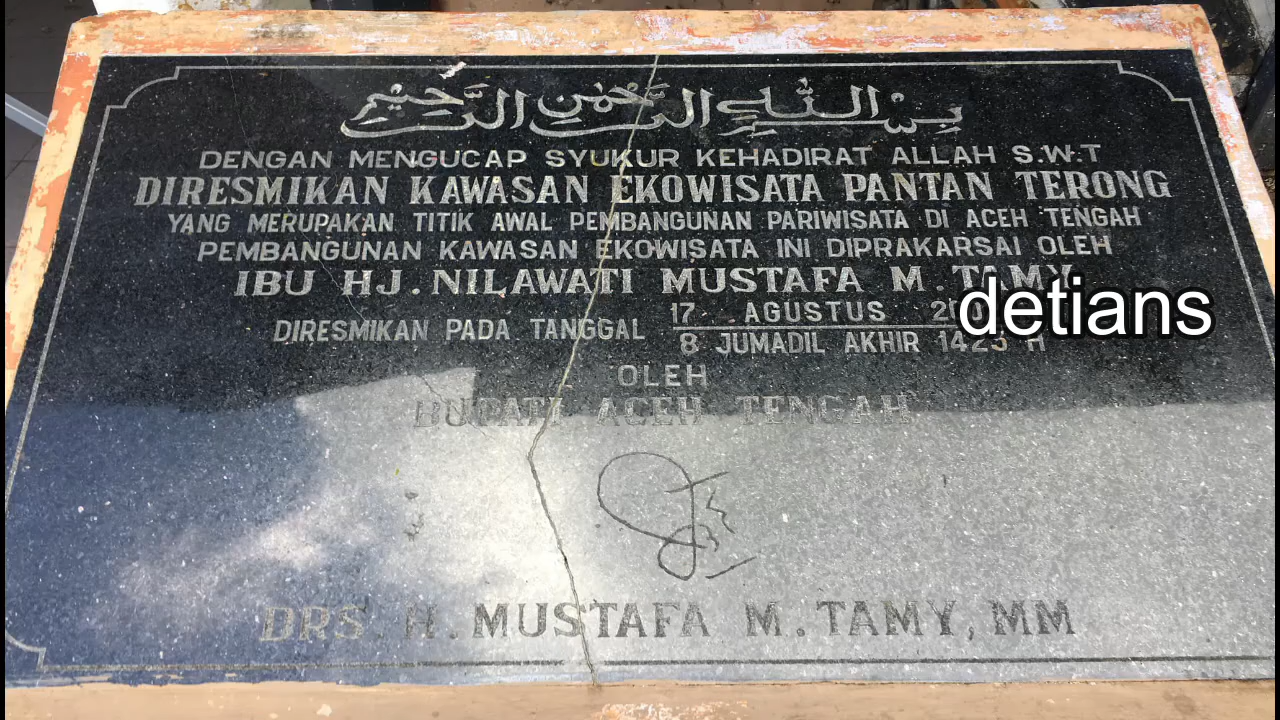 بسم الله الرحمن الرحيم
DENGAN MENGUCAP SYUKUR KEHADIRAT ALLAH S.W.T
DIRESMIKAN KAWASAN EKOWISATA PANTAN TERONG
YANG MERUPAKAN TITIK AWAL PEMBANGUNAN PARIWISATA DI ACEH TENGAH
PEMBANGUNAN KAWASAN EKOWISATA INI DIPRAKARSAI OLEH
IBU HJ. NILAWATI MUSTAFA M. TAMY
DIRESMIKAN PADA TANGGAL
17 AGUSTUS
8 JUMADIL AKHIR 1423 H
detians
OLEH
BUPATI ACEH TENGAH
DRS. H. MUSTAFA M. TAMY, MM